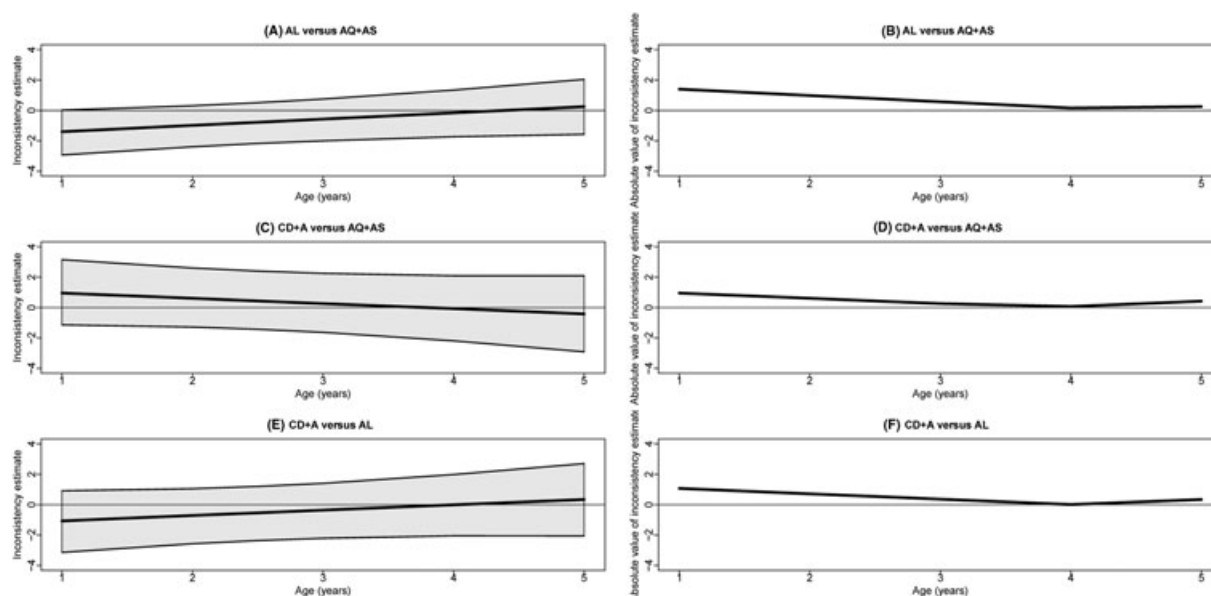 (A) AL versus AQ+AS
Inconsistency estimate
4
2
0
-2
-4
1 2 3 4 5
Age (years)
(B) AL versus AQ+AS
Absolute value of inconsistency estimate
4
2
0
-2
-4
1 2 3 4 5
Age (years)
(C) CD+A versus AQ+AS
Inconsistency estimate
4
2
0
-2
-4
1 2 3 4 5
Age (years)
(D) CD+A versus AQ+AS
Absolute value of inconsistency estimate
4
2
0
-2
-4
1 2 3 4 5
Age (years)
(E) CD+A versus AL
Inconsistency estimate
4
2
0
-2
-4
1 2 3 4 5
Age (years)
(F) CD+A versus AL
Absolute value of inconsistency estimate
4
2
0
-2
-4
1 2 3 4 5
Age (years)